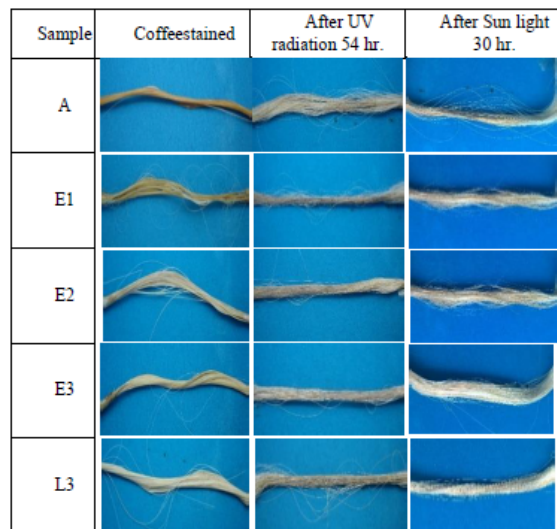 Sample Coffeestained After UV radiation 54 hr. After Sun light 30 hr.
A
E1
E2
E3
L3